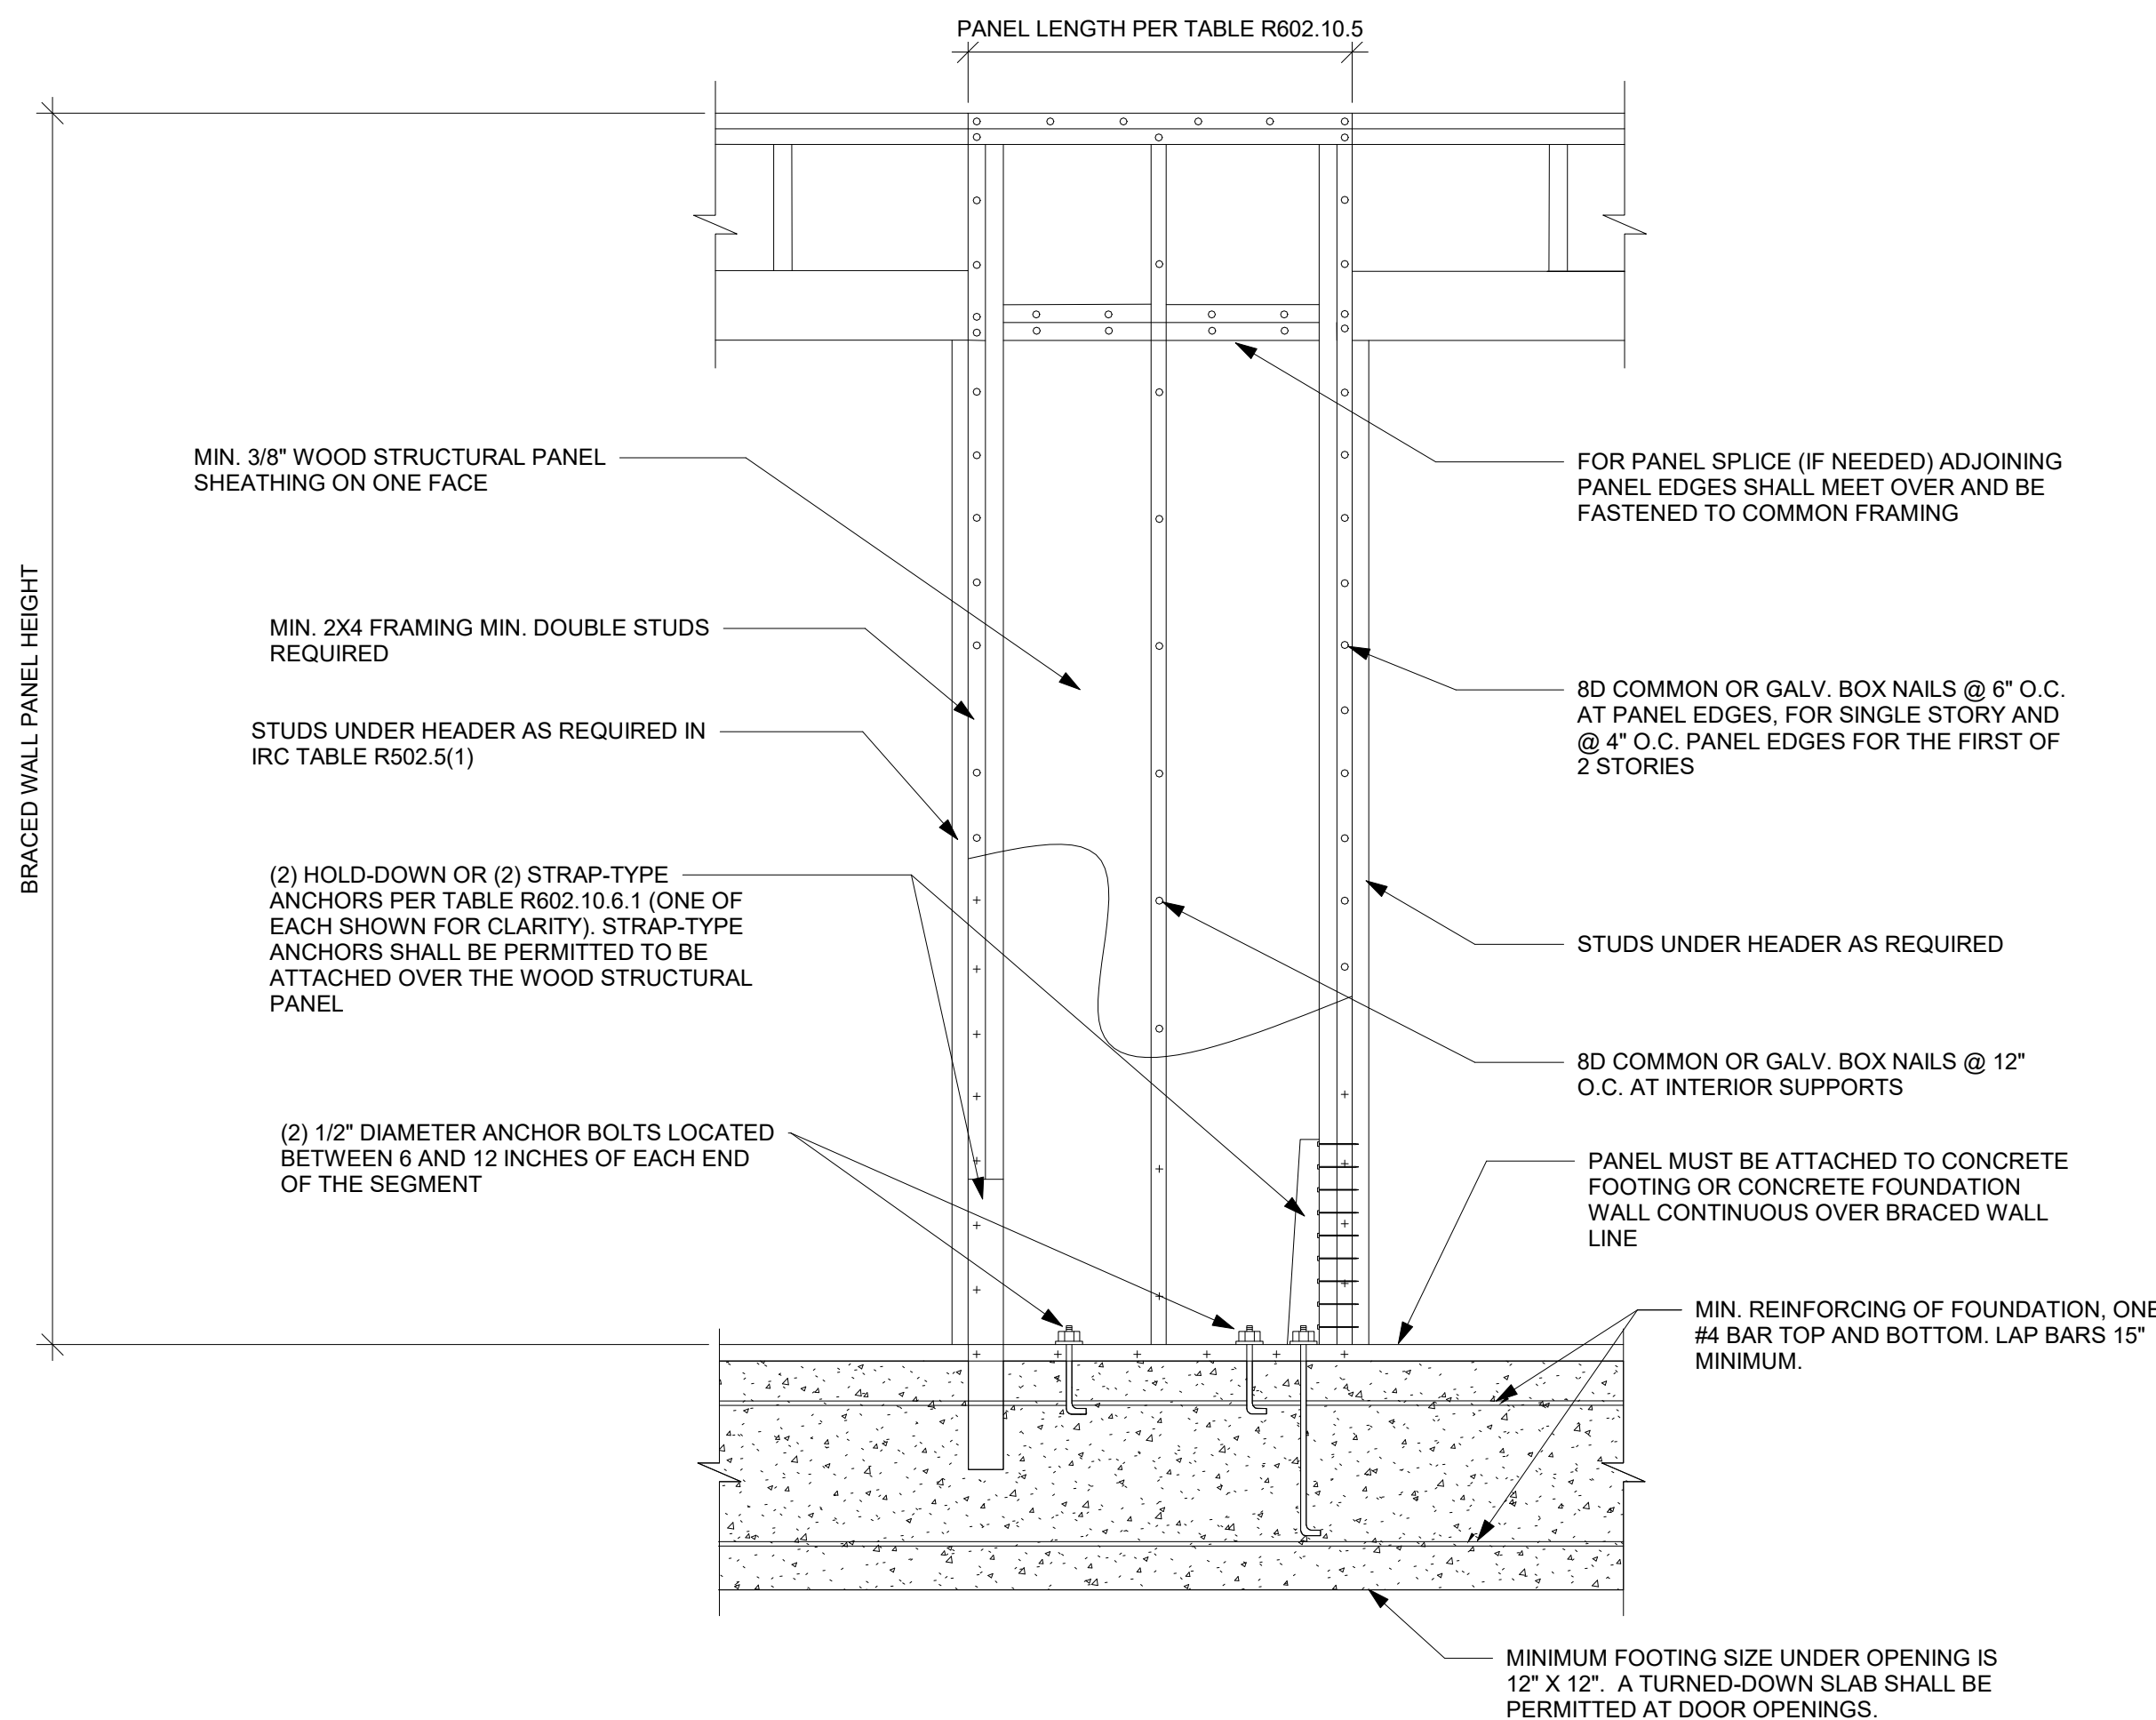 PANEL LENGTH PER TABLE R602.10.5
BRACED WALL PANEL HEIGHT
MIN. 3/8" WOOD STRUCTURAL PANEL
SHEATHING ON ONE FACE
MIN. 2X4 FRAMING MIN. DOUBLE STUDS
REQUIRED
STUDS UNDER HEADER AS REQUIRED IN
IRC TABLE R502.5(1)
(2) HOLD-DOWN OR (2) STRAP-TYPE
ANCHORS PER TABLE R602.10.6.1 (ONE OF
EACH SHOWN FOR CLARITY). STRAP-TYPE
ANCHORS SHALL BE PERMITTED TO BE
ATTACHED OVER THE WOOD STRUCTURAL
PANEL
(2) 1/2" DIAMETER ANCHOR BOLTS LOCATED
BETWEEN 6 AND 12 INCHES OF EACH END
OF THE SEGMENT
FOR PANEL SPLICE (IF NEEDED) ADJOINING
PANEL EDGES SHALL MEET OVER AND BE
FASTENED TO COMMON FRAMING
8D COMMON OR GALV. BOX NAILS @ 6" O.C.
AT PANEL EDGES, FOR SINGLE STORY AND
@ 4" O.C. PANEL EDGES FOR THE FIRST OF
2 STORIES
STUDS UNDER HEADER AS REQUIRED
8D COMMON OR GALV. BOX NAILS @ 12"
O.C. AT INTERIOR SUPPORTS
PANEL MUST BE ATTACHED TO CONCRETE
FOOTING OR CONCRETE FOUNDATION
WALL CONTINUOUS OVER BRACED WALL
LINE
MIN. REINFORCING OF FOUNDATION, ONE
#4 BAR TOP AND BOTTOM. LAP BARS 15"
MINIMUM.
MINIMUM FOOTING SIZE UNDER OPENING IS
12" X 12". A TURNED-DOWN SLAB SHALL BE
PERMITTED AT DOOR OPENINGS.